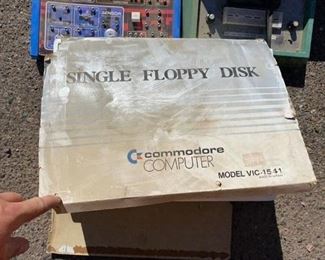 SINGLE FLOPPY DISK
commodore
COMPUTER
MODEL VIC-1541